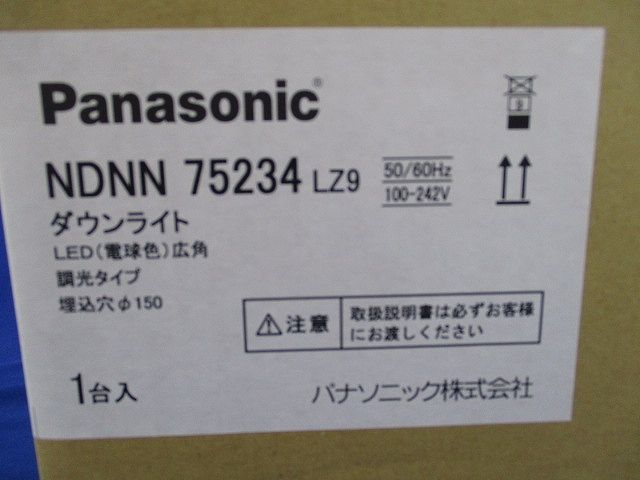 Panasonic®
NDNN 75234 LZ9
50/60Hz
100-242V
ダウンライト
LED(電球色)広角
調光タイプ
埋込穴φ150
注意
取扱説明書は必ずお客様
にお渡しください
1台入
パナソニック株式会社